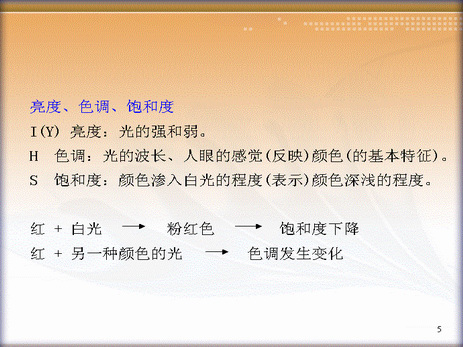 亮度、色调、饱和度
I(Y) 亮度：光的强和弱。
H 色调：光的波长、人眼的感觉(反映)颜色(的基本特征)。
S 饱和度：颜色渗入白光的程度(表示)颜色深浅的程度。
红 + 白光 → 粉红色 → 饱和度下降
红 + 另一种颜色的光 → 色调发生变化
5